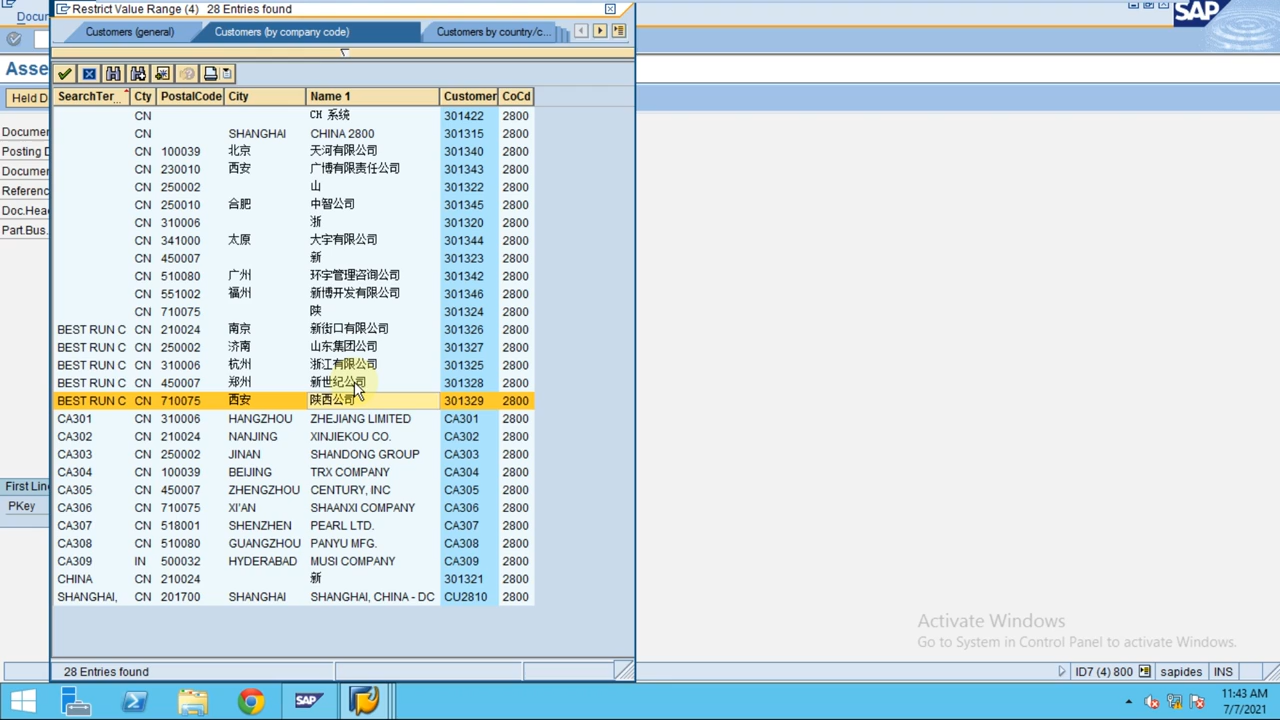 Restrict Value Range (4)   28 Entries found
Docum
SAP
Customers (general)   Customers (by company code)   Customers by country/c...
Asse
Held D
SearchTer..   Cty   PostalCode   City   Name 1   Customer   CoCd
CN   CH 系统   301422   2800
CN   SHANGHAI   CHINA 2800   301315   2800
CN   100039   北京   天河有限公司   301340   2800
CN   230010   西安   广博有限责任公司   301343   2800
CN   250002   山   301322   2800
CN   250010   合肥   中智公司   301345   2800
CN   310006   浙   301320   2800
CN   341000   太原   大宇有限公司   301344   2800
CN   450007   新   301323   2800
CN   510080   广州   环宇管理咨询公司   301342   2800
CN   551002   福州   新博开发有限公司   301346   2800
CN   710075   陕   301324   2800
BEST RUN C   CN   210024   南京   新街口有限公司   301326   2800
BEST RUN C   CN   250002   济南   山东集团公司   301327   2800
BEST RUN C   CN   310006   杭州   浙江有限公司   301325   2800
BEST RUN C   CN   450007   郑州   新世纪公司   301328   2800
BEST RUN C   CN   710075   西安   陕西公司   301329   2800
CA301   CN   310006   HANGZHOU   ZHEJIANG LIMITED   CA301   2800
CA302   CN   210024   NANJING   XINJIEKOU CO.   CA302   2800
CA303   CN   250002   JINAN   SHANDONG GROUP   CA303   2800
CA304   CN   100039   BEIJING   TRX COMPANY   CA304   2800
CA305   CN   450007   ZHENGZHOU   CENTURY, INC   CA305   2800
CA306   CN   710075   XI'AN   SHAANXI COMPANY   CA306   2800
CA307   CN   518001   SHENZHEN   PEARL LTD.   CA307   2800
CA308   CN   510080   GUANGZHOU   PANYU MFG.   CA308   2800
CA309   IN   500032   HYDERABAD   MUSI COMPANY   CA309   2800
CHINA   CN   210024   新   301321   2800
SHANGHAI,   CN   201700   SHANGHAI   SHANGHAI, CHINA - DC   CU2810   2800
Documer
Posting D
Documer
Referenc
Doc.Hea
Part.Bus.
First Line
PKey
Activate Windows
Go to System in Control Panel to activate Windows.
28 Entries found
ID7 (4) 800   sapides   INS
SAP
11:43 AM
7/7/2021